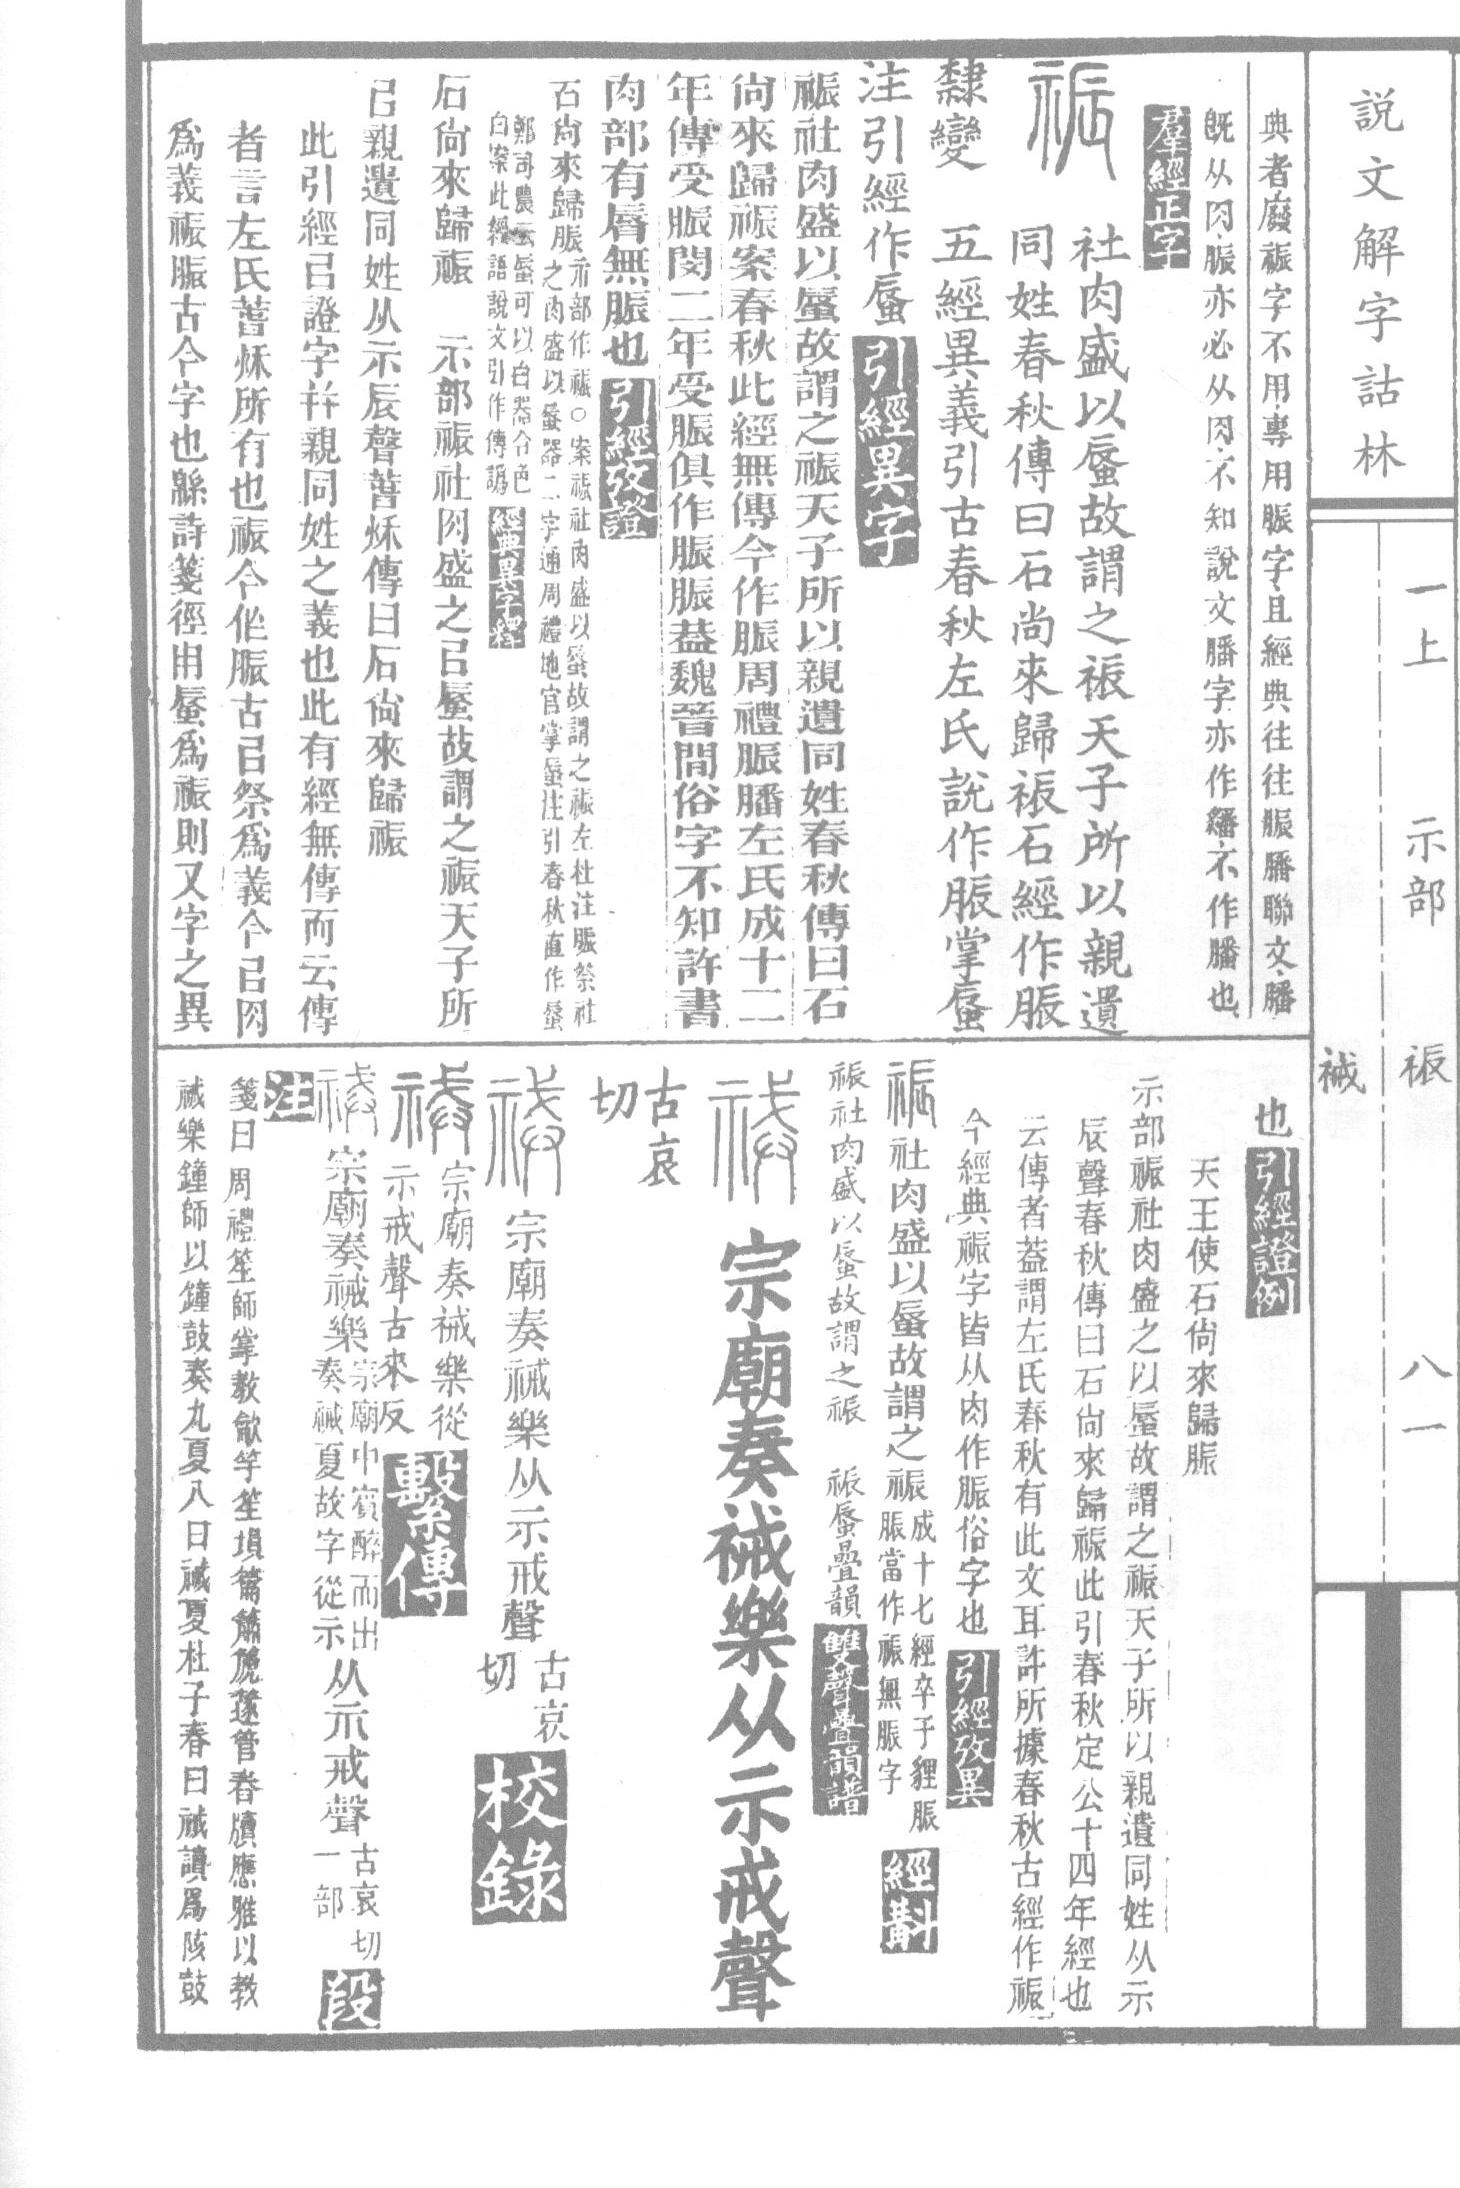 説文解字詁林
一上
示部
祳
祴
八一
典者廢祳字不用專用脤字且經典往往脤膰聯文膰
既从肉脤亦必从肉不知說文膰字亦作䊩不作膰也
羣經正字
社肉盛以蜃故謂之祳天子所以親遺
同姓春秋傳曰石尚來歸祳石經作脤
隸變　五經異義引古春秋左氏說作脤掌蜃
注引經作蜃
引經異字
祳社肉盛以蜃故謂之祳天子所以親遺同姓春秋傳曰石
尚來歸祳案春秋此經無傳今作脤周禮脤膰左氏成十二
年傳受脤閔二年受脤俱作脤脤葢魏晉間俗字不知許書
肉部有脣無脤也
引經攷證
石尚來歸脤
示部作祳○案祳社肉盛以蜃故謂之祳左杜注脤祭社
之肉盛以蜃器二字通周禮地官掌蜃注引春秋直作蜃
鄭司農云蜃可以白器令色
白案此經語說文引作傳譌
經典異字釋
石尚來歸祳　示部祳社肉盛之㠯蜃故謂之祳天子所
㠯親遺同姓从示辰聲萅秌傳曰石尚來歸祳
此引經㠯證字幷親同姓之義也此有經無傳而云傳
者言左氏萅秌所有也祳今作脤古㠯祭爲義今㠯肉
爲義祳脤古今字也緜詩箋徑用蜃爲祳則又字之異
也
引經證例
天王使石尚來歸脤
示部祳社肉盛之以蜃故謂之祳天子所以親遺同姓从示
辰聲春秋傳曰石尚來歸祳此引春秋定公十四年經也
云傳者葢謂左氏春秋有此文耳許所據春秋古經作祳
今經典祳字皆从肉作脤俗字也
引經攷異
祳社肉盛以蜃故謂之祳
成十七經卒于貍脤
脤當作祳無脤字
經斠
祳社肉盛以蜃故謂之祳　祳蜃疊韻
雙聲疊韻譜
祴
宗廟奏祴樂从示戒聲
古哀
切
祴
宗廟奏祴樂从示戒聲
古哀
切
校錄
祴
宗廟奏祴樂從
示戒聲古來反
繫傳
祴
宗廟奏祴樂
宗廟中賓醉而出
奏祴夏故字從示
从示戒聲
古哀切
一部
段
注
箋曰周禮笙師掌教龡竽笙塤籥簫篪篴管舂牘應雅以教
祴樂鐘師以鐘鼓奏九夏八曰祴夏杜子春曰祴讀爲陔鼓